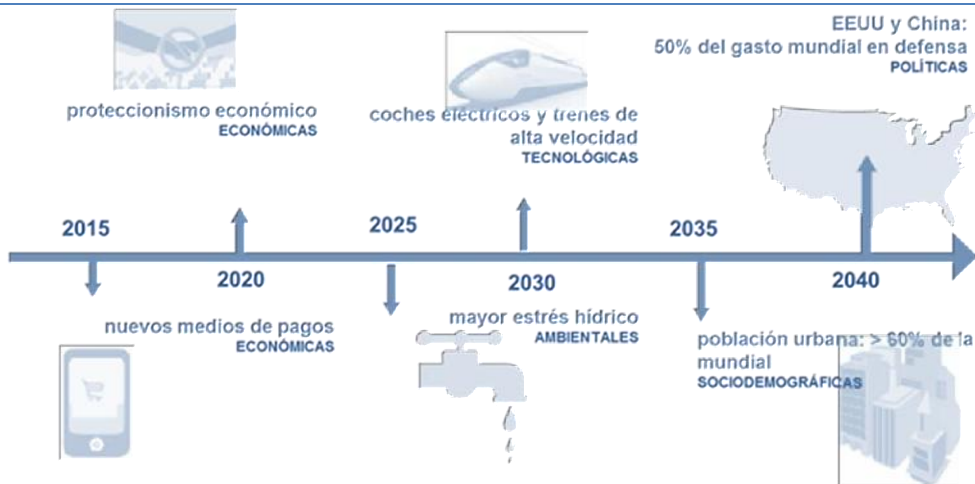 EEUU y China:
50% del gasto mundial en defensa
POLÍTICAS
proteccionismo económico
ECONÓMICAS
coches eléctricos y trenes de
alta velocidad
TECNOLÓGICAS
2015
2025
2035
2020
2030
2040
nuevos medios de pagos
ECONÓMICAS
mayor estrés hídrico
AMBIENTALES
población urbana: > 60% de la
mundial
SOCIODEMOGRÁFICAS